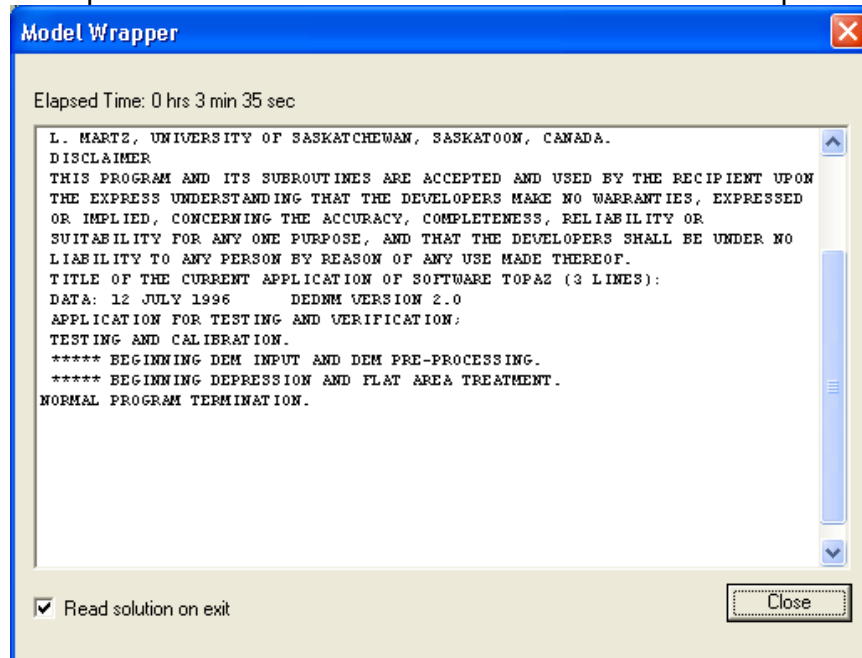 Model Wrapper
Elapsed Time: 0 hrs 3 min 35 sec
L. MARTZ, UNIVERSITY OF SASKATCHEWAN, SASKATOON, CANADA.
DISCLAIMER
THIS PROGRAM AND ITS SUBROUTINES ARE ACCEPTED AND USED BY THE RECIPIENT UPON
THE EXPRESS UNDERSTANDING THAT THE DEVELOPERS MAKE NO WARRANTIES, EXPRESSED
OR IMPLIED, CONCERNING THE ACCURACY, COMPLETENESS, RELIABILITY OR
SUITABILITY FOR ANY ONE PURPOSE, AND THAT THE DEVELOPERS SHALL BE UNDER NO
LIABILITY TO ANY PERSON BY REASON OF ANY USE MADE THEREOF.
TITLE OF THE CURRENT APPLICATION OF SOFTWARE TOPAZ (3 LINES):
DATA: 12 JULY 1996 DEDNM VERSION 2.0
APPLICATION FOR TESTING AND VERIFICATION;
TESTING AND CALIBRATION.
***** BEGINNING DEM INPUT AND DEM PRE-PROCESSING.
***** BEGINNING DEPRESSION AND FLAT AREA TREATMENT.
NORMAL PROGRAM TERMINATION.
Read solution on exit
Close